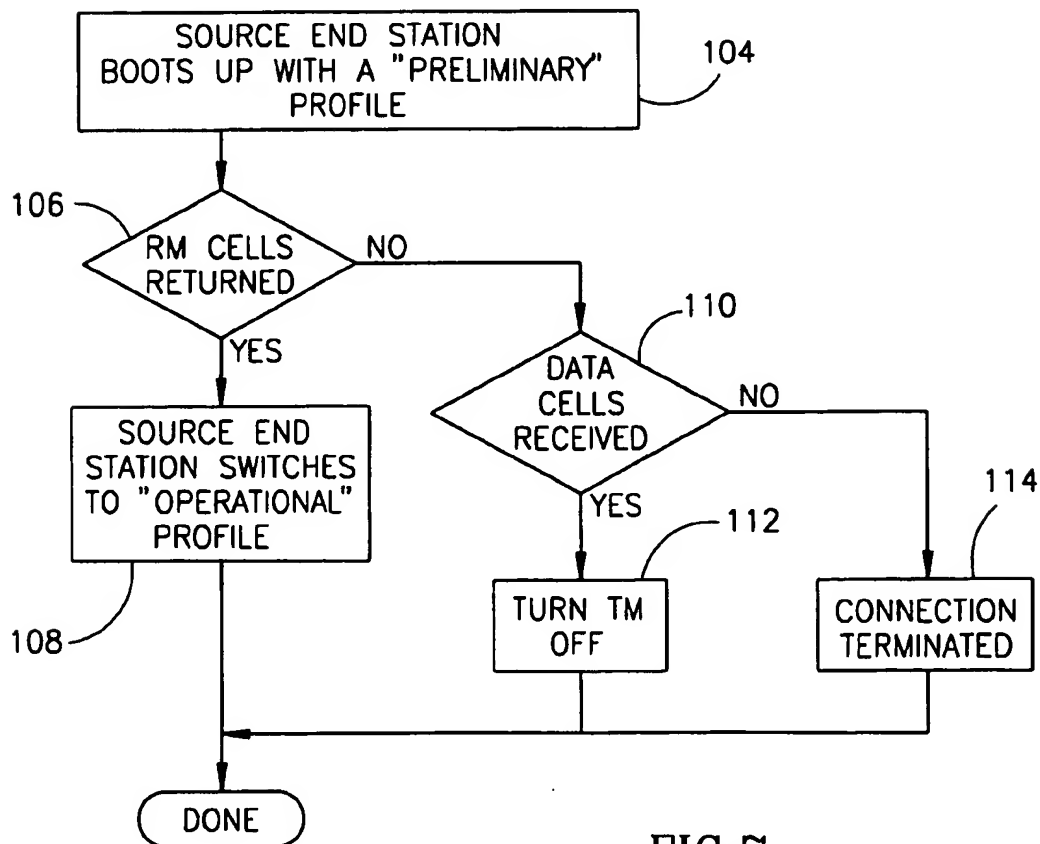 SOURCE END STATION
BOOTS UP WITH A "PRELIMINARY"
PROFILE
104
106
RM CELLS
RETURNED
NO
YES
110
DATA
CELLS
RECEIVED
NO
YES
SOURCE END
STATION SWITCHES
TO "OPERATIONAL"
PROFILE
108
112
TURN TM
OFF
114
CONNECTION
TERMINATED
DONE